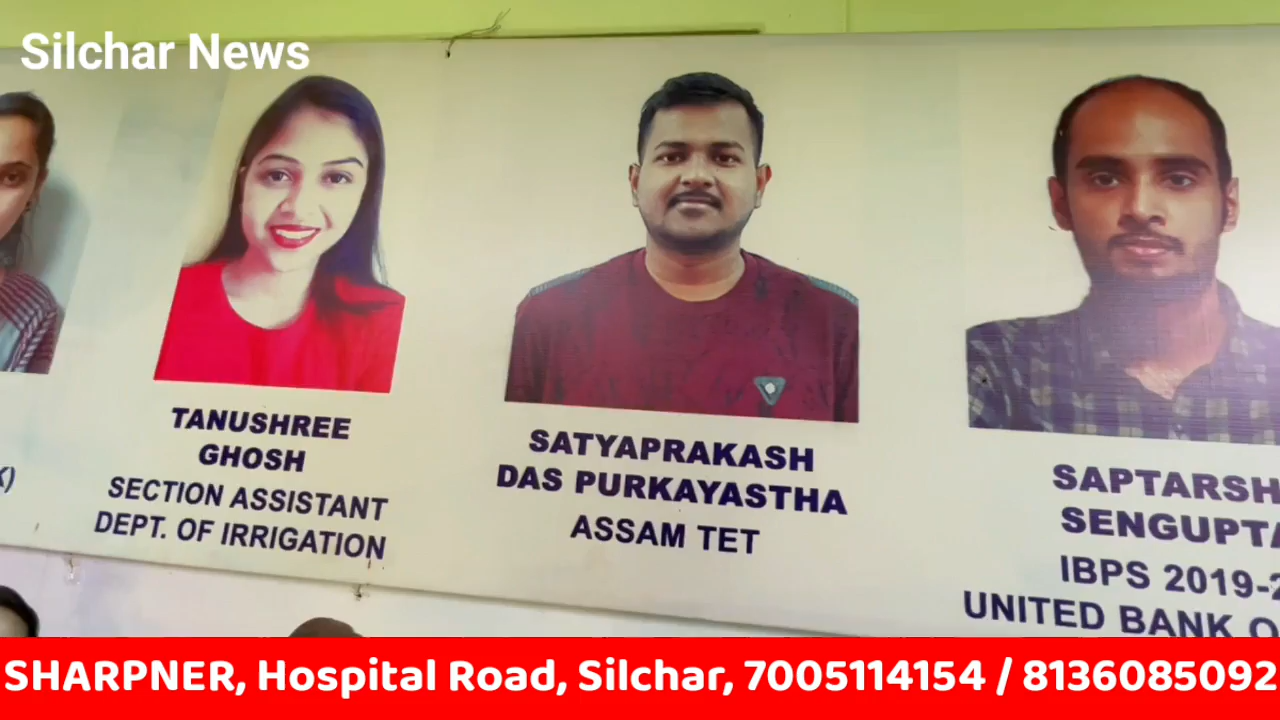 Silchar News
K)
TANUSHREE
GHOSH
SECTION ASSISTANT
DEPT. OF IRRIGATION
SATYAPRAKASH
DAS PURKAYASTHA
ASSAM TET
SAPTARSH
SENGUPTA
IBPS 2019-2
UNITED BANK O
SHARPNER, Hospital Road, Silchar, 7005114154 / 8136085092